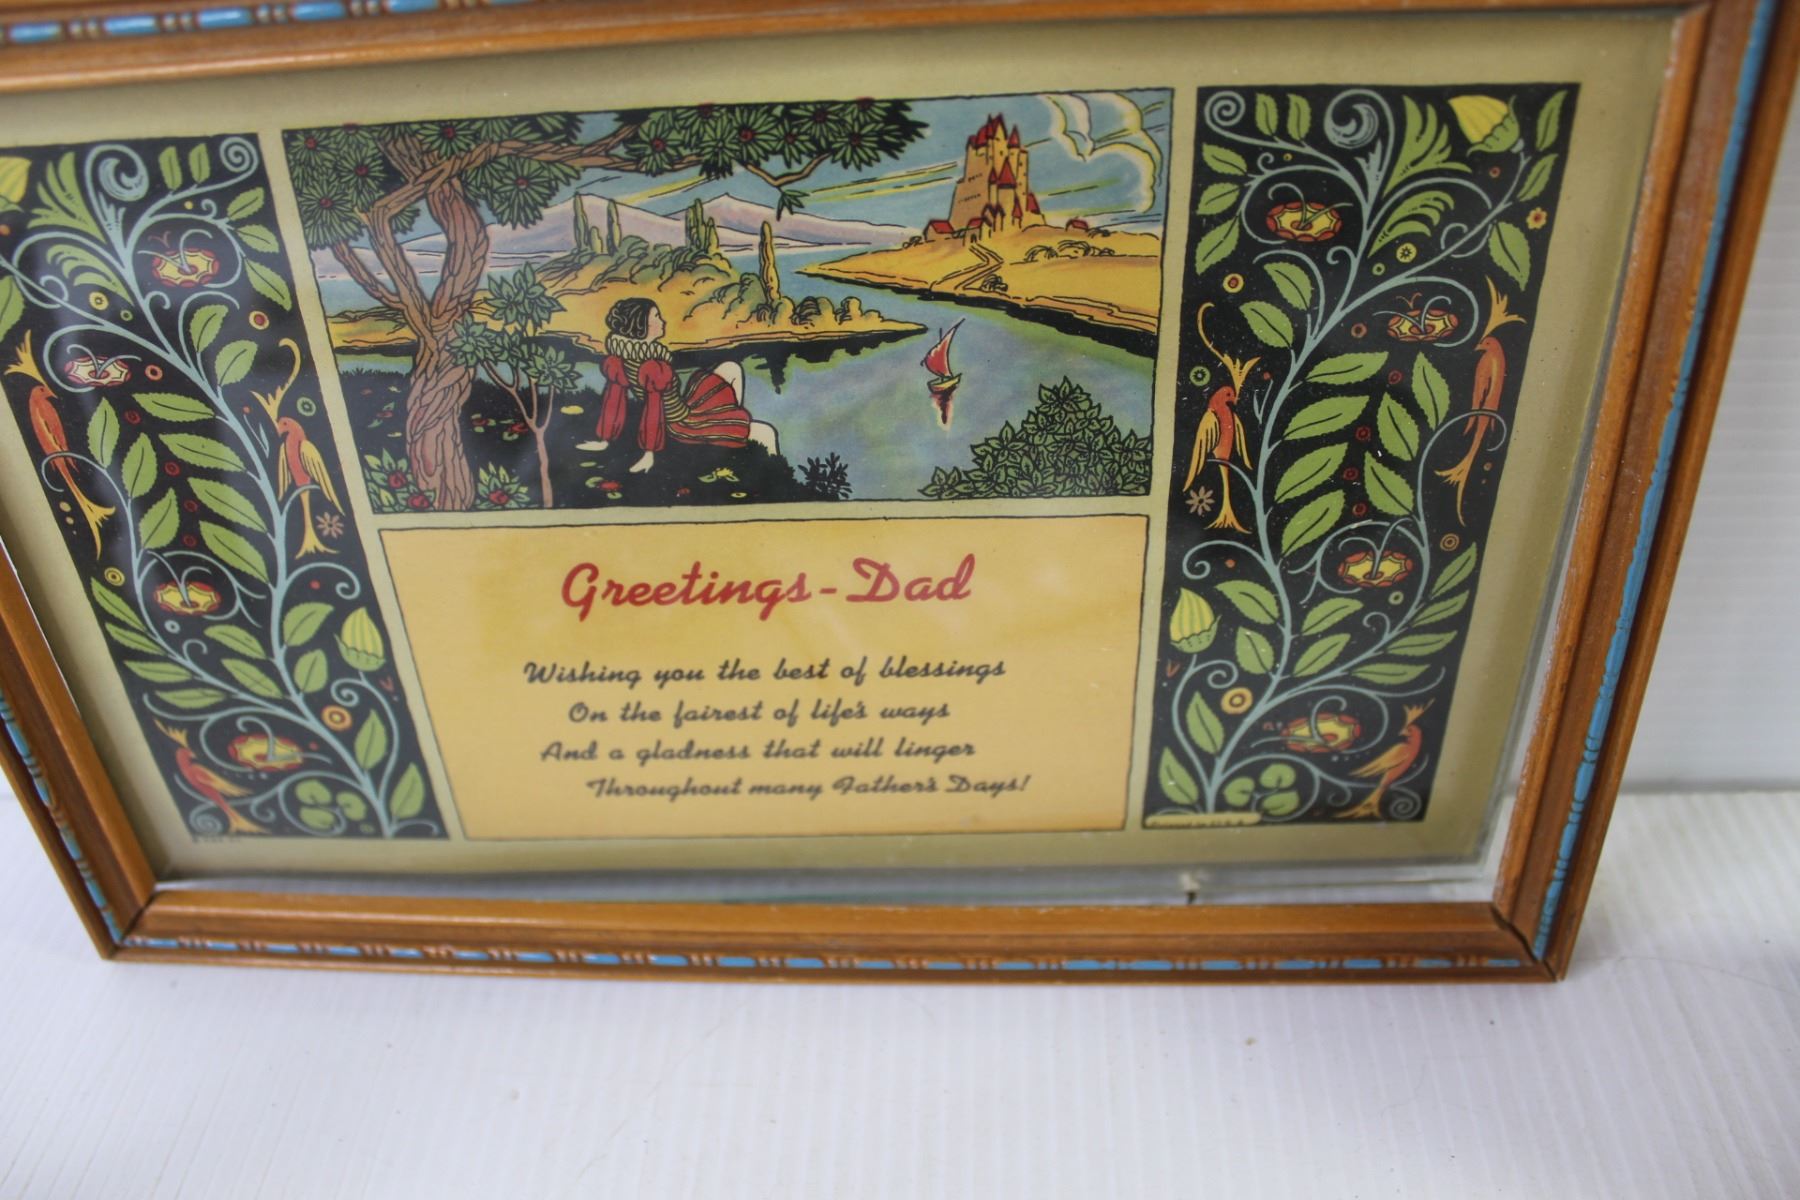 Greetings - Dad
Wishing you the best of blessings
On the fairest of life's ways
And a gladness that will linger
Throughout many Father's Days!